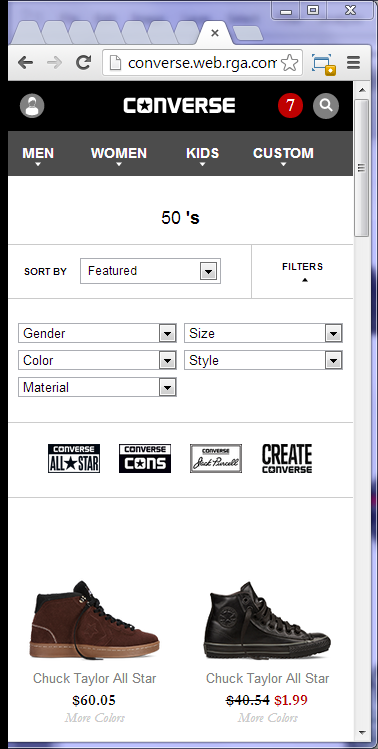 converse.web.rga.com
CONVERSE
7
MEN WOMEN KIDS CUSTOM
50 's
SORT BY Featured FILTERS
Gender Size
Color Style
Material
CONVERSE ALL STAR
CONVERSE CONS
CONVERSE Jack Purcell
CREATE CONVERSE
Chuck Taylor All Star Chuck Taylor All Star
$60.05 $40.54 $1.99
More Colors More Colors